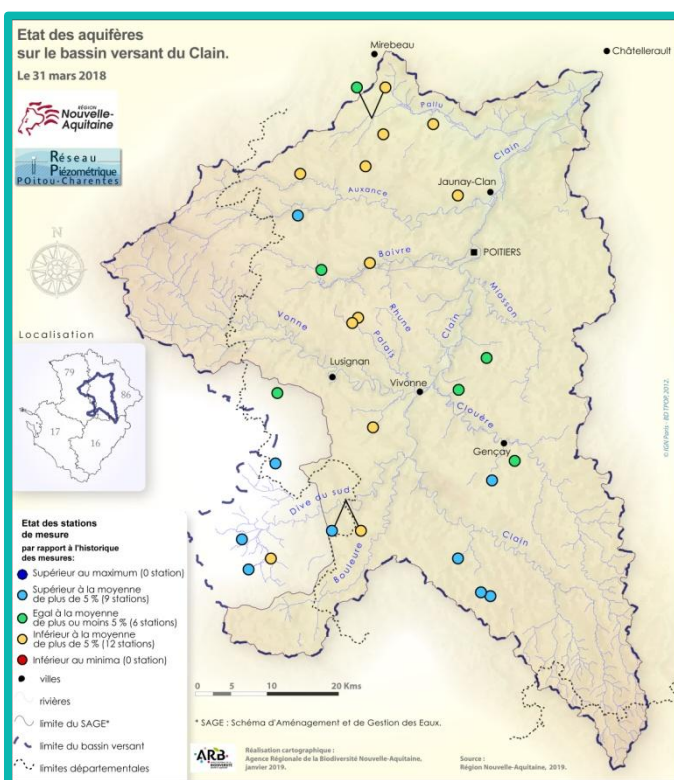 Etat des aquifères
sur le bassin versant du Clain.
Le 31 mars 2018
RÉGION
Nouvelle-
Aquitaine
Réseau
Piézométrique
POitou-Charentes
Mirebeau
Châtellerault
Pallu
Clain
Jaunay-Clan
Auxance
Boivre
POITIERS
Miosson
N
Vonne
Rhune
Palais
Clain
Localisation
79
86
17
16
Lusignan
Vivonne
Clouère
Gençay
© IGN Paris - BD TPOP, 2012.
Dive du sud
Bouleure
Clain
Etat des stations
de mesure
par rapport à l'historique
des mesures:
Supérieur au maximum (0 station)
Supérieur à la moyenne
de plus de 5 % (9 stations)
Egal à la moyenne
de plus ou moins 5 % (6 stations)
Inférieur à la moyenne
de plus de 5% (12 stations)
Inférieur au minima (0 station)
villes
rivières
limite du SAGE*
limite du bassin versant
limites départementales
0 5 10 20 Kms
* SAGE : Schéma d'Aménagement et de Gestion des Eaux.
ARB
Réalisation cartographique :
Agence Régionale de la Biodiversité Nouvelle-Aquitaine,
janvier 2019.
Source :
Région Nouvelle-Aquitaine, 2019.